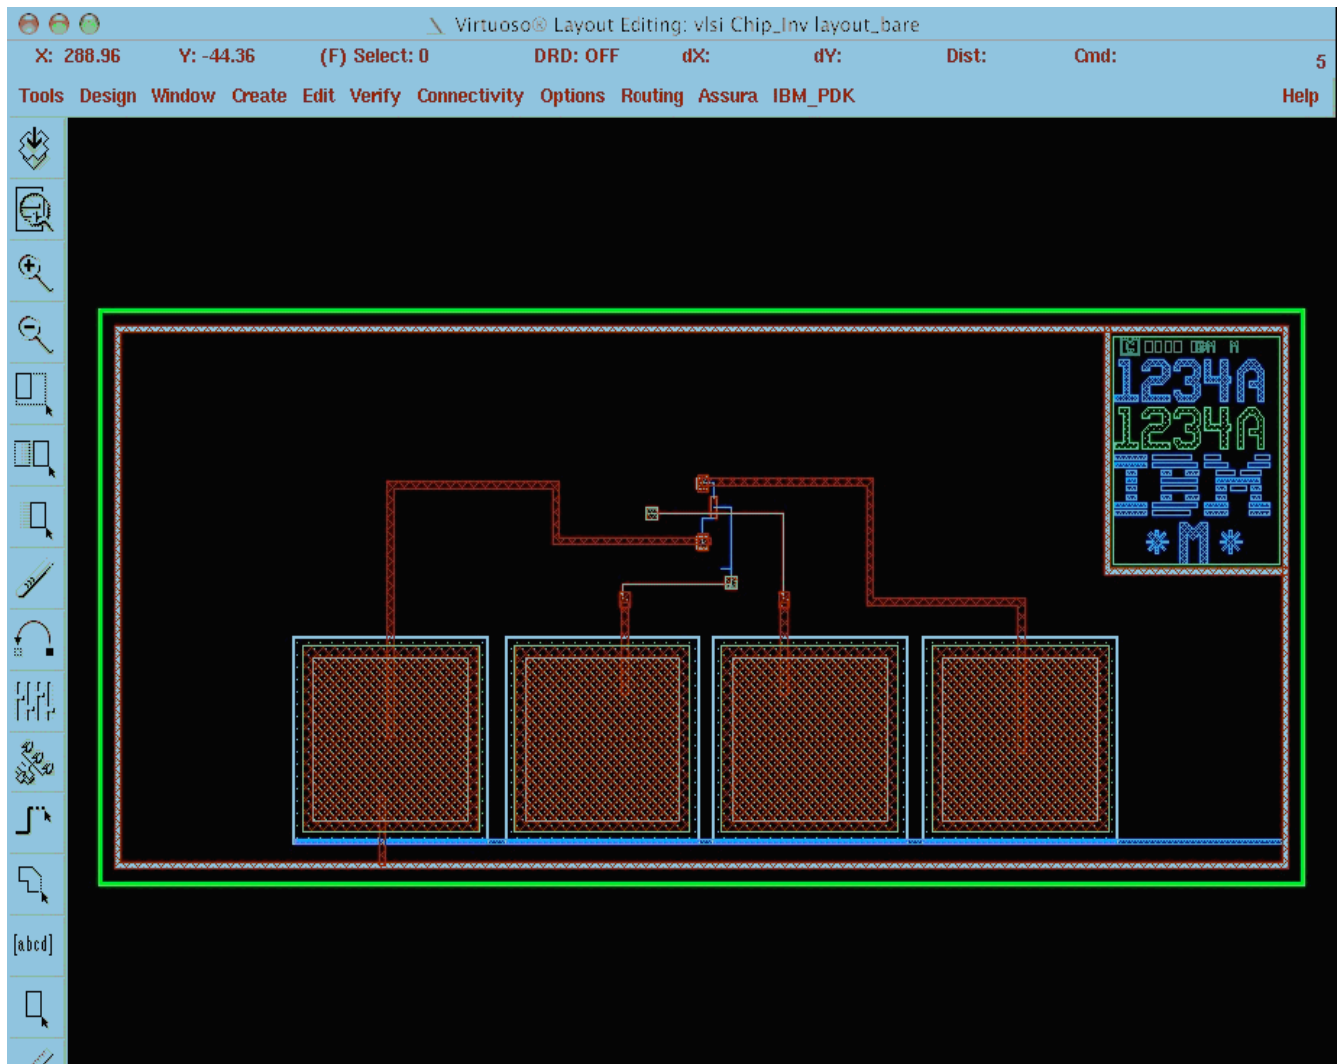 Virtuoso® Layout Editing: vlsi Chip_Inv layout_bare
X: 288.96 Y: -44.36 (F) Select: 0 DRD: OFF dX: dY: Dist: Cmd: 5
Tools Design Window Create Edit Verify Connectivity Options Routing Assura IBM_PDK Help
1234A
1234A
IBM
* M *
[abcd]